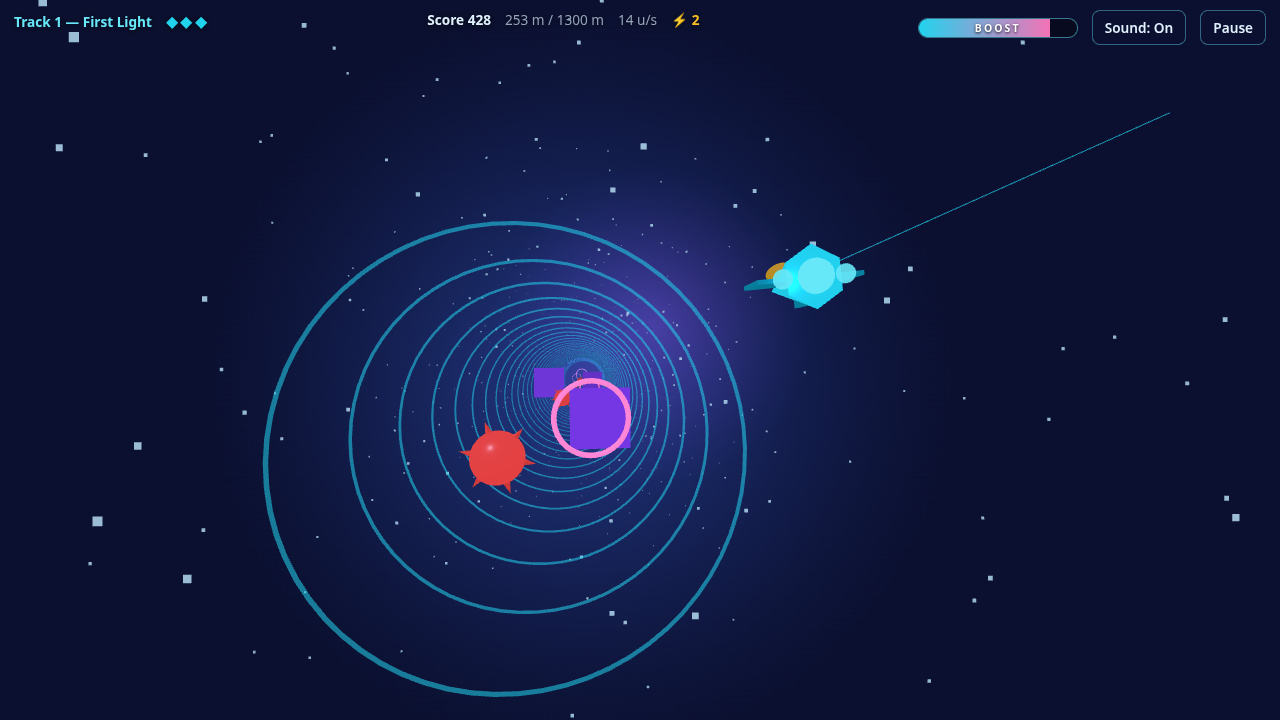 Track 1 — First Light ◆◆◆
Score 428 253 m / 1300 m 14 u/s ⚡ 2
BOOST
Sound: On
Pause